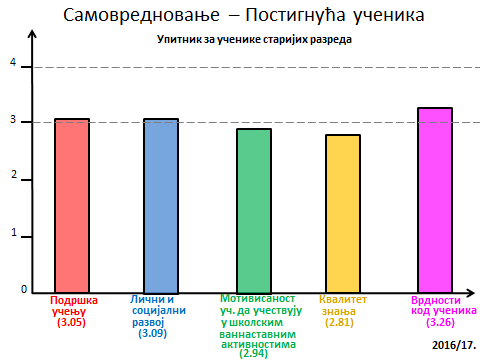 Самовредновање – Постигнућа ученика
Упитник за ученике старијих разреда
4
3
2
1
0
Подршка
учењу
(3.05)
Лични и
социјални
развој
(3.09)
Мотивисаност
уч. да учествују
у школским
ваннаставним
активностима
(2.94)
Квалитет
знања
(2.81)
Врдности
код ученика
(3.26)
2016/17.